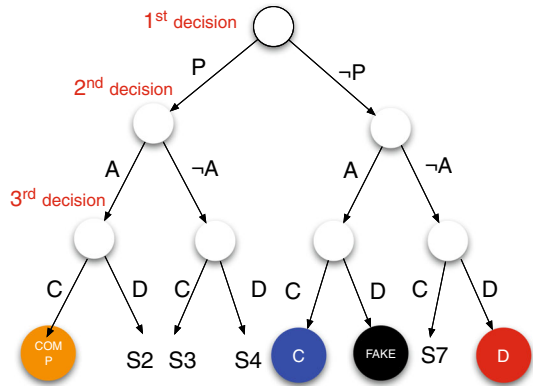 1st decision
P
¬P
2nd decision
A
¬A
A
¬A
3rd decision
C
D
C
D
C
D
C
D
COM
P
S2
S3
S4
C
FAKE
S7
D